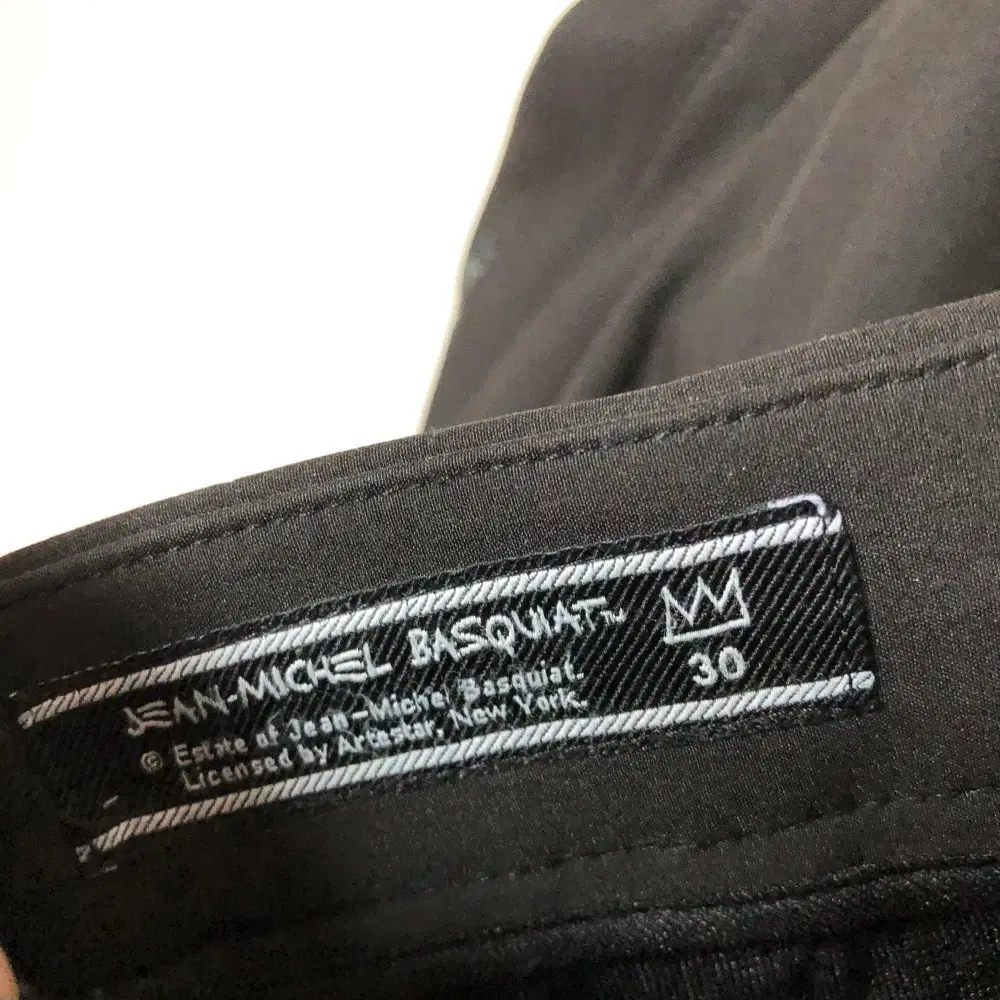 JEAN-MICHEL BASQUIAT™
30
© Estate of Jean-Michel Basquiat.
Licensed by Artestar, New York.